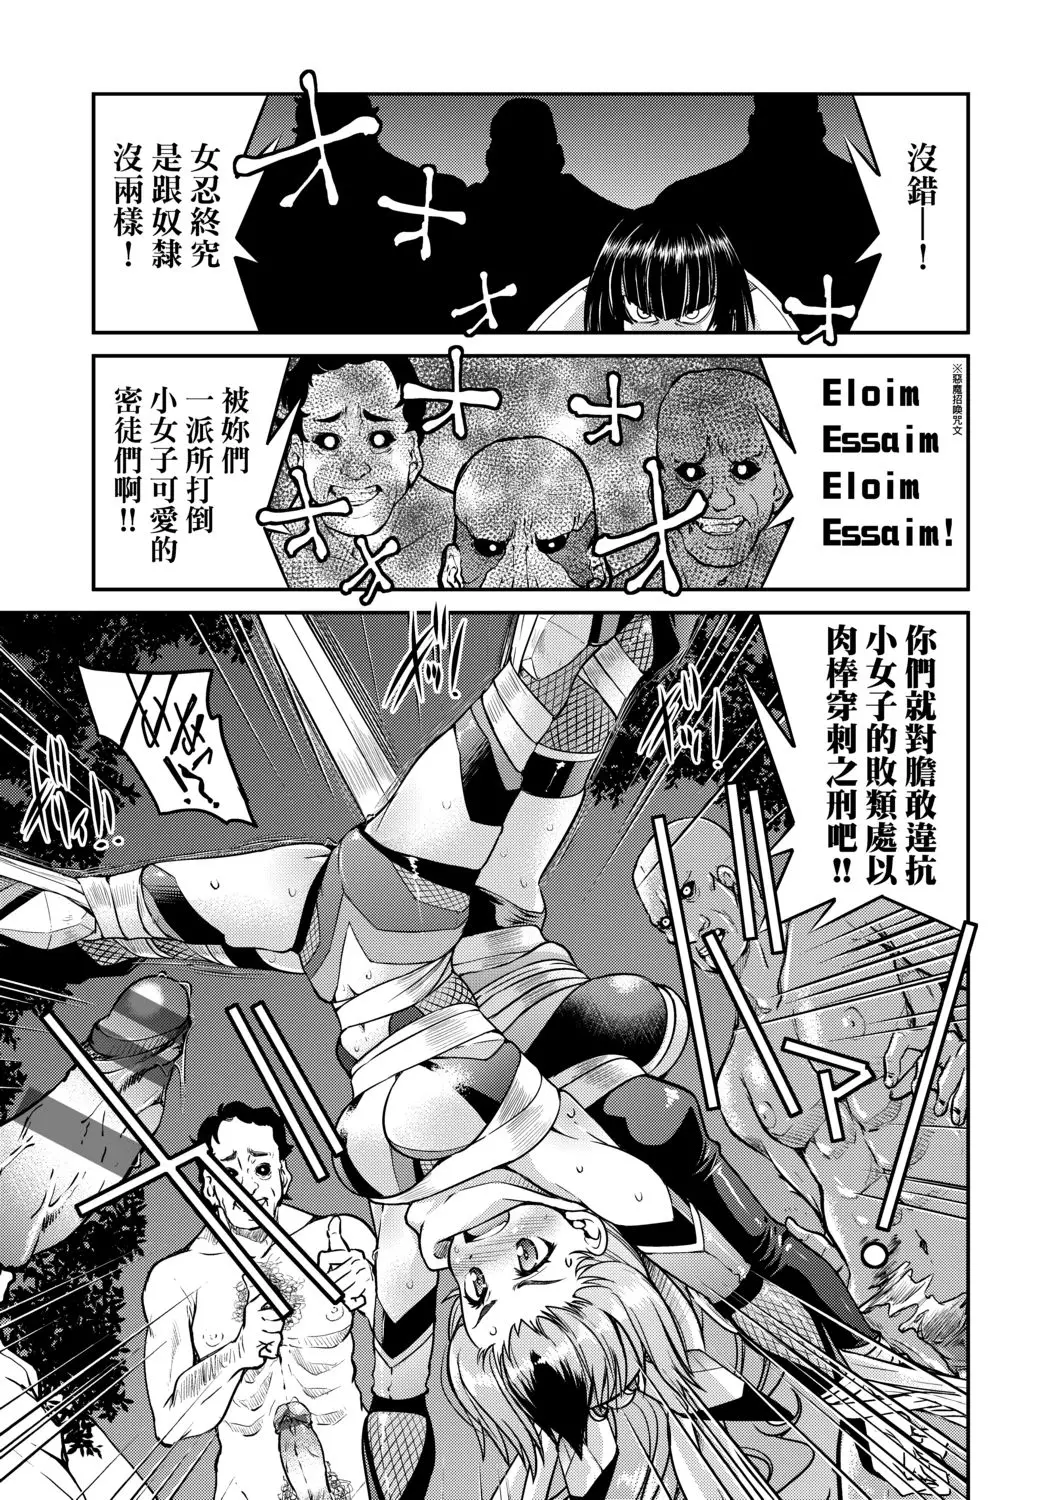 沒錯—！
女忍終究
是跟奴隸
沒兩樣！
※惡魔招喚咒文
Eloim
Essaim
Eloim
Essaim!
被妳們
一派所打倒
小女子可愛的
密徒們啊!!
你們就對膽敢違抗
小女子的敗類處以
肉棒穿刺之刑吧!!